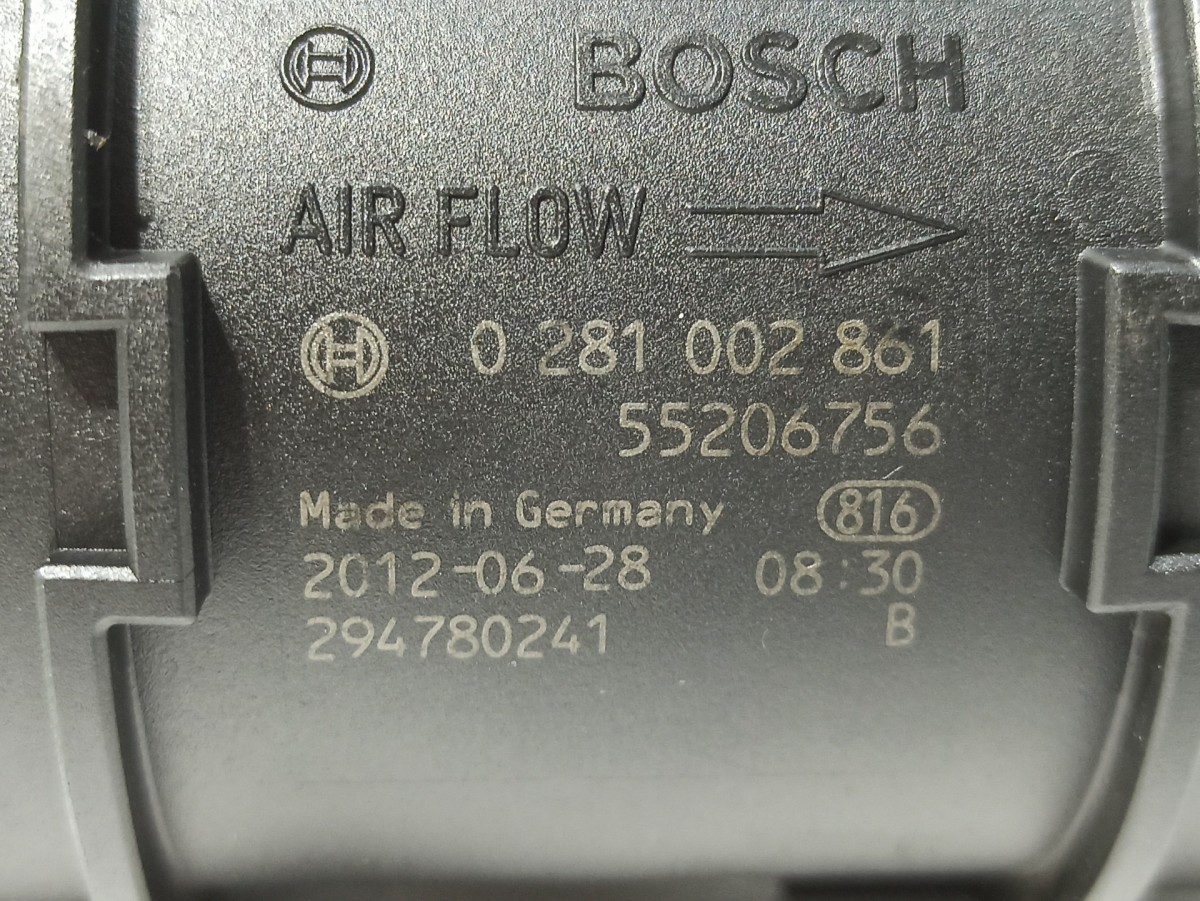 BOSCH
AIR FLOW
0 281 002 861
55206756
Made in Germany 816
2012-06-28 08:30
294780241 B